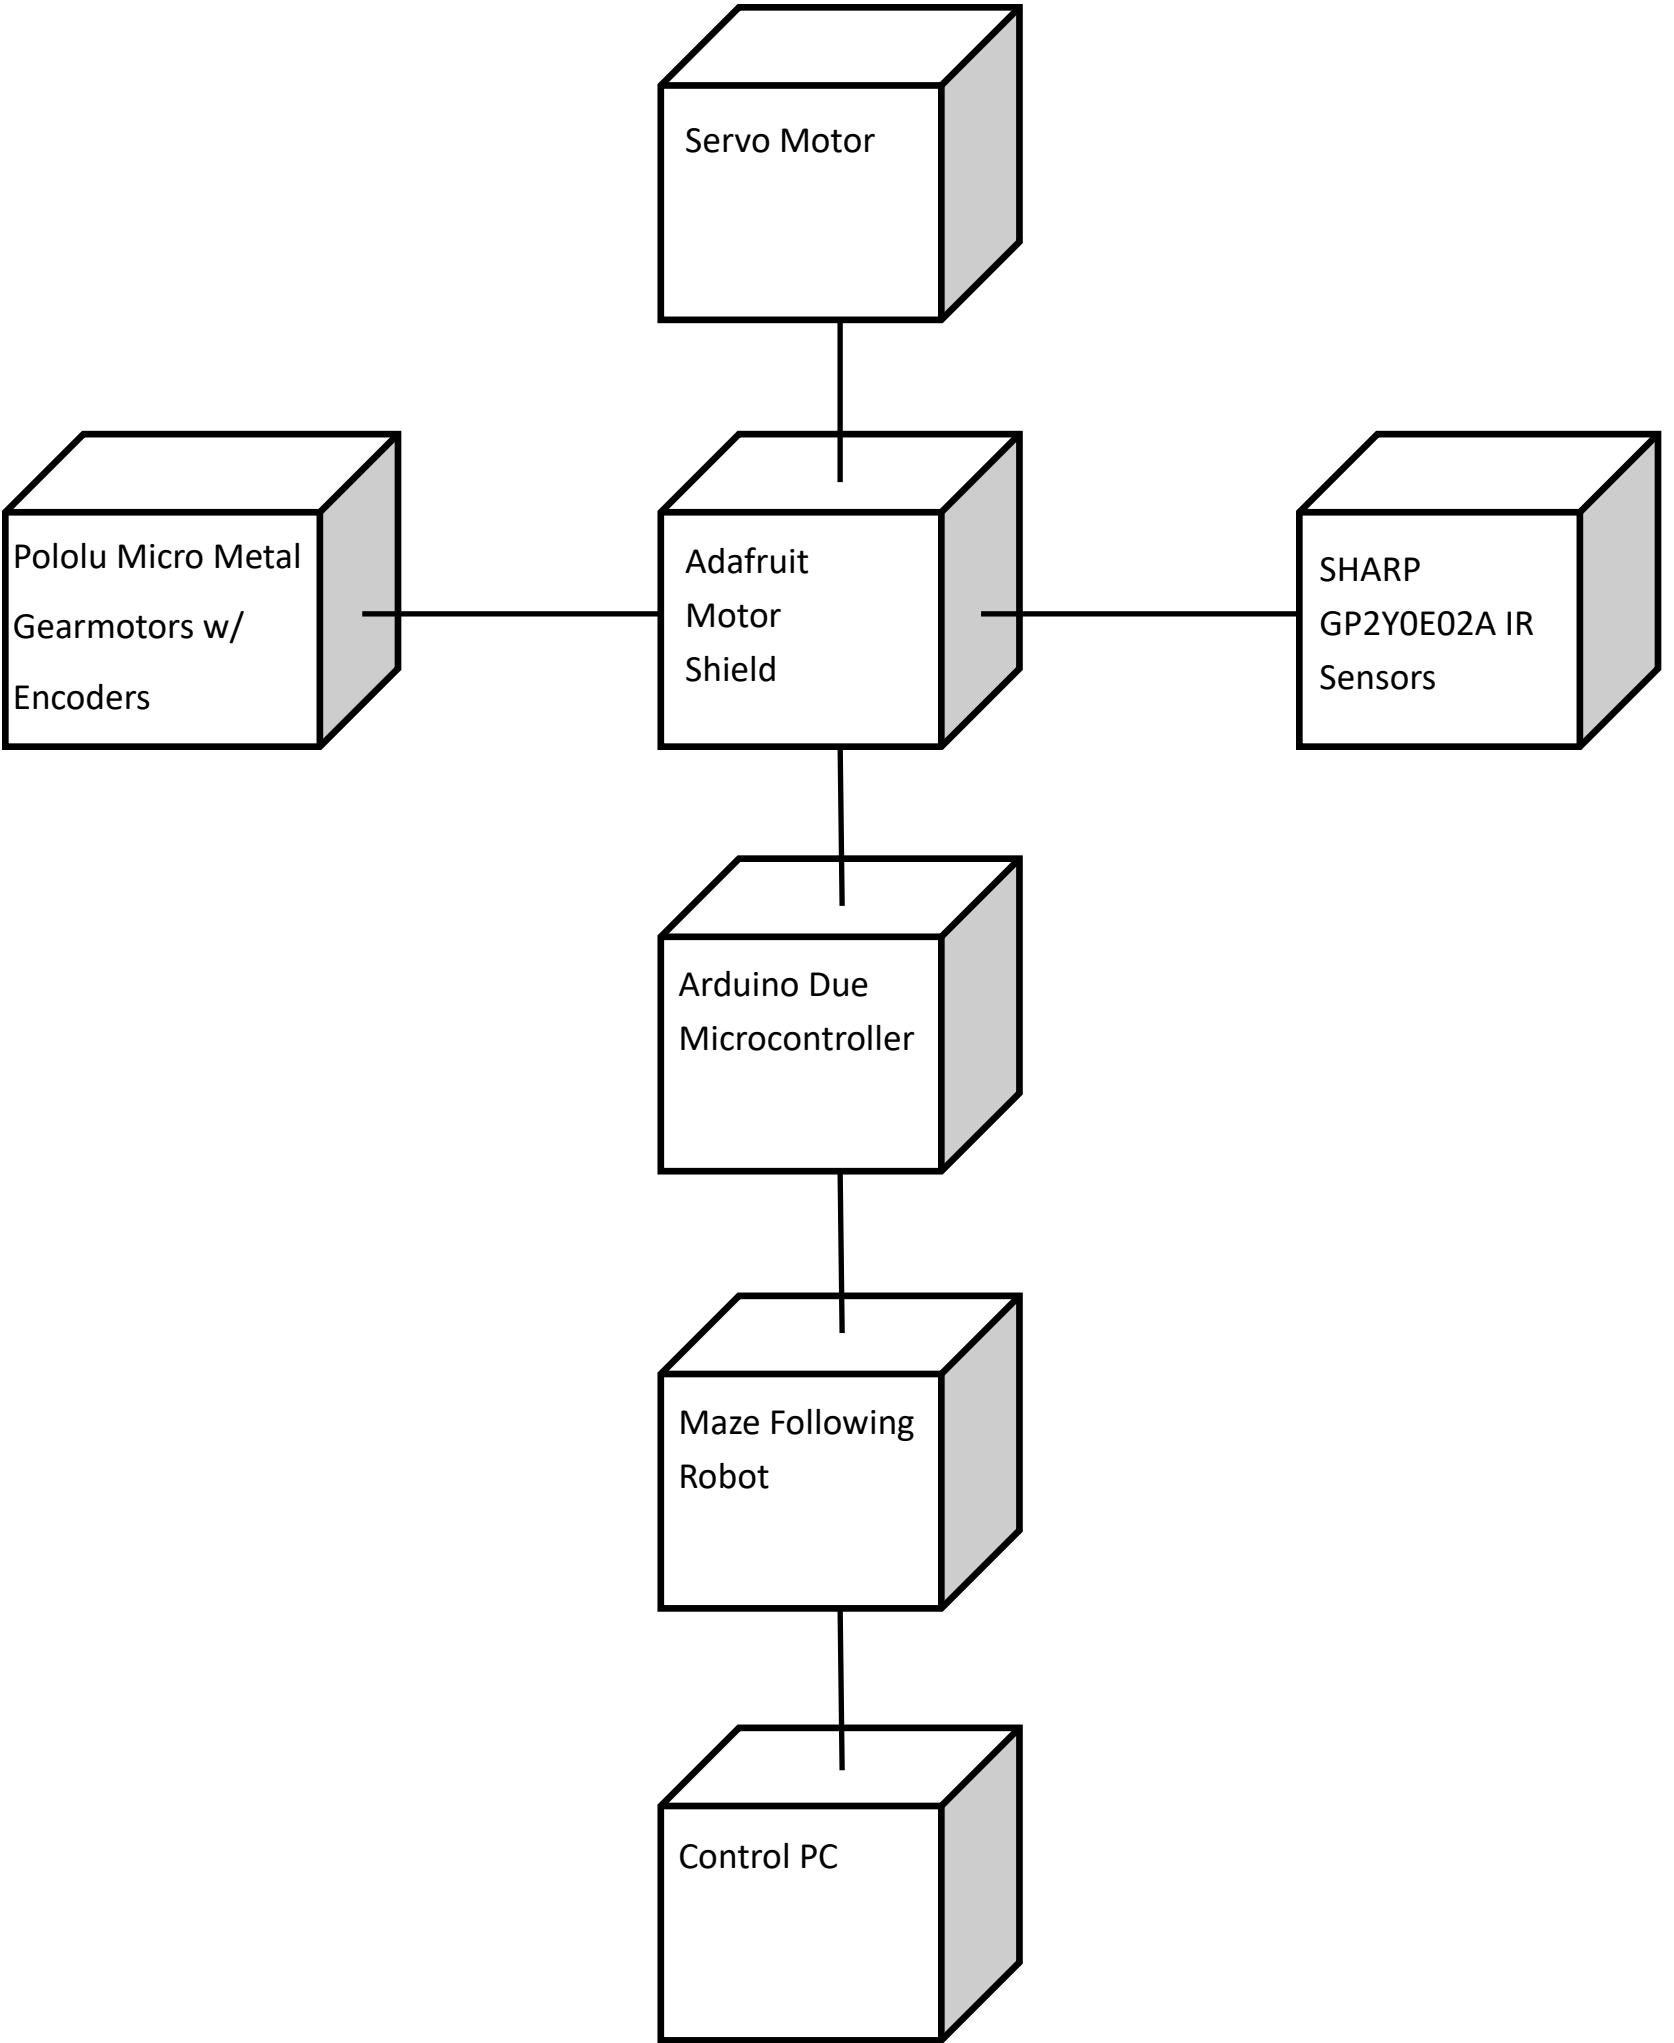 Servo Motor
Pololu Micro Metal
Gearmotors w/
Encoders
Adafruit
Motor
Shield
SHARP
GP2Y0E02A IR
Sensors
Arduino Due
Microcontroller
Maze Following
Robot
Control PC